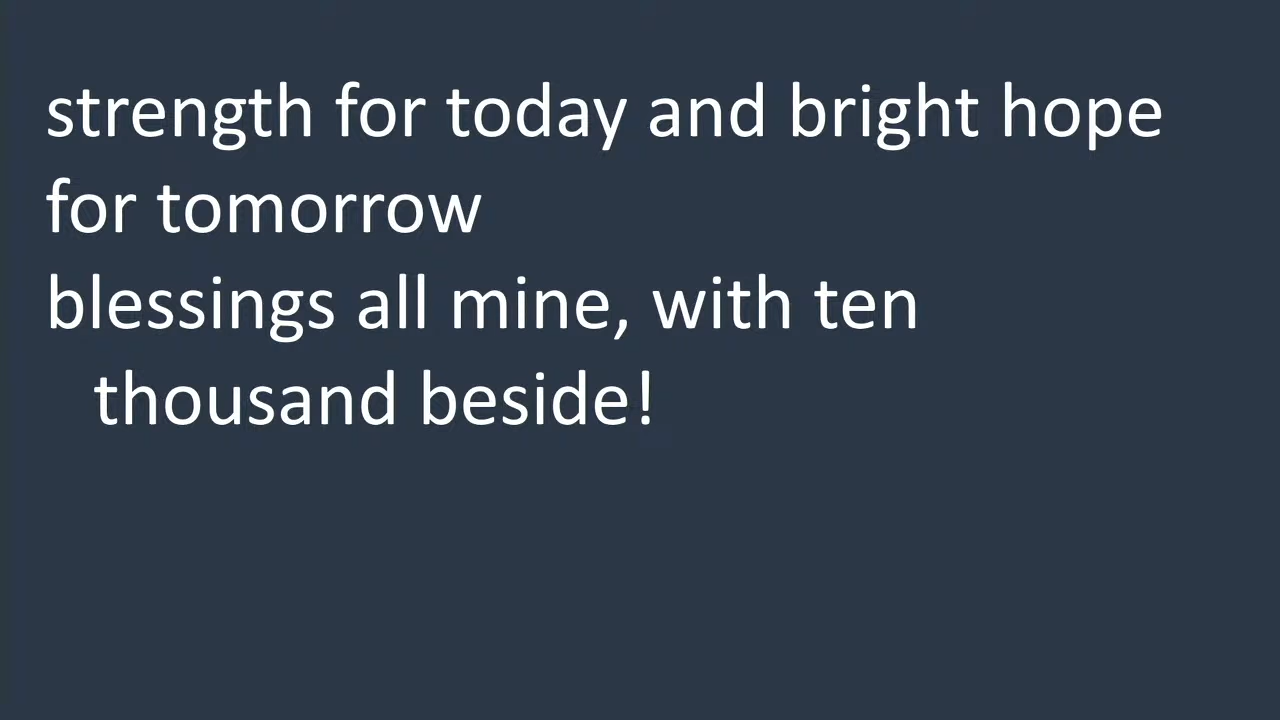 strength for today and bright hope
for tomorrow
blessings all mine, with ten
thousand beside!